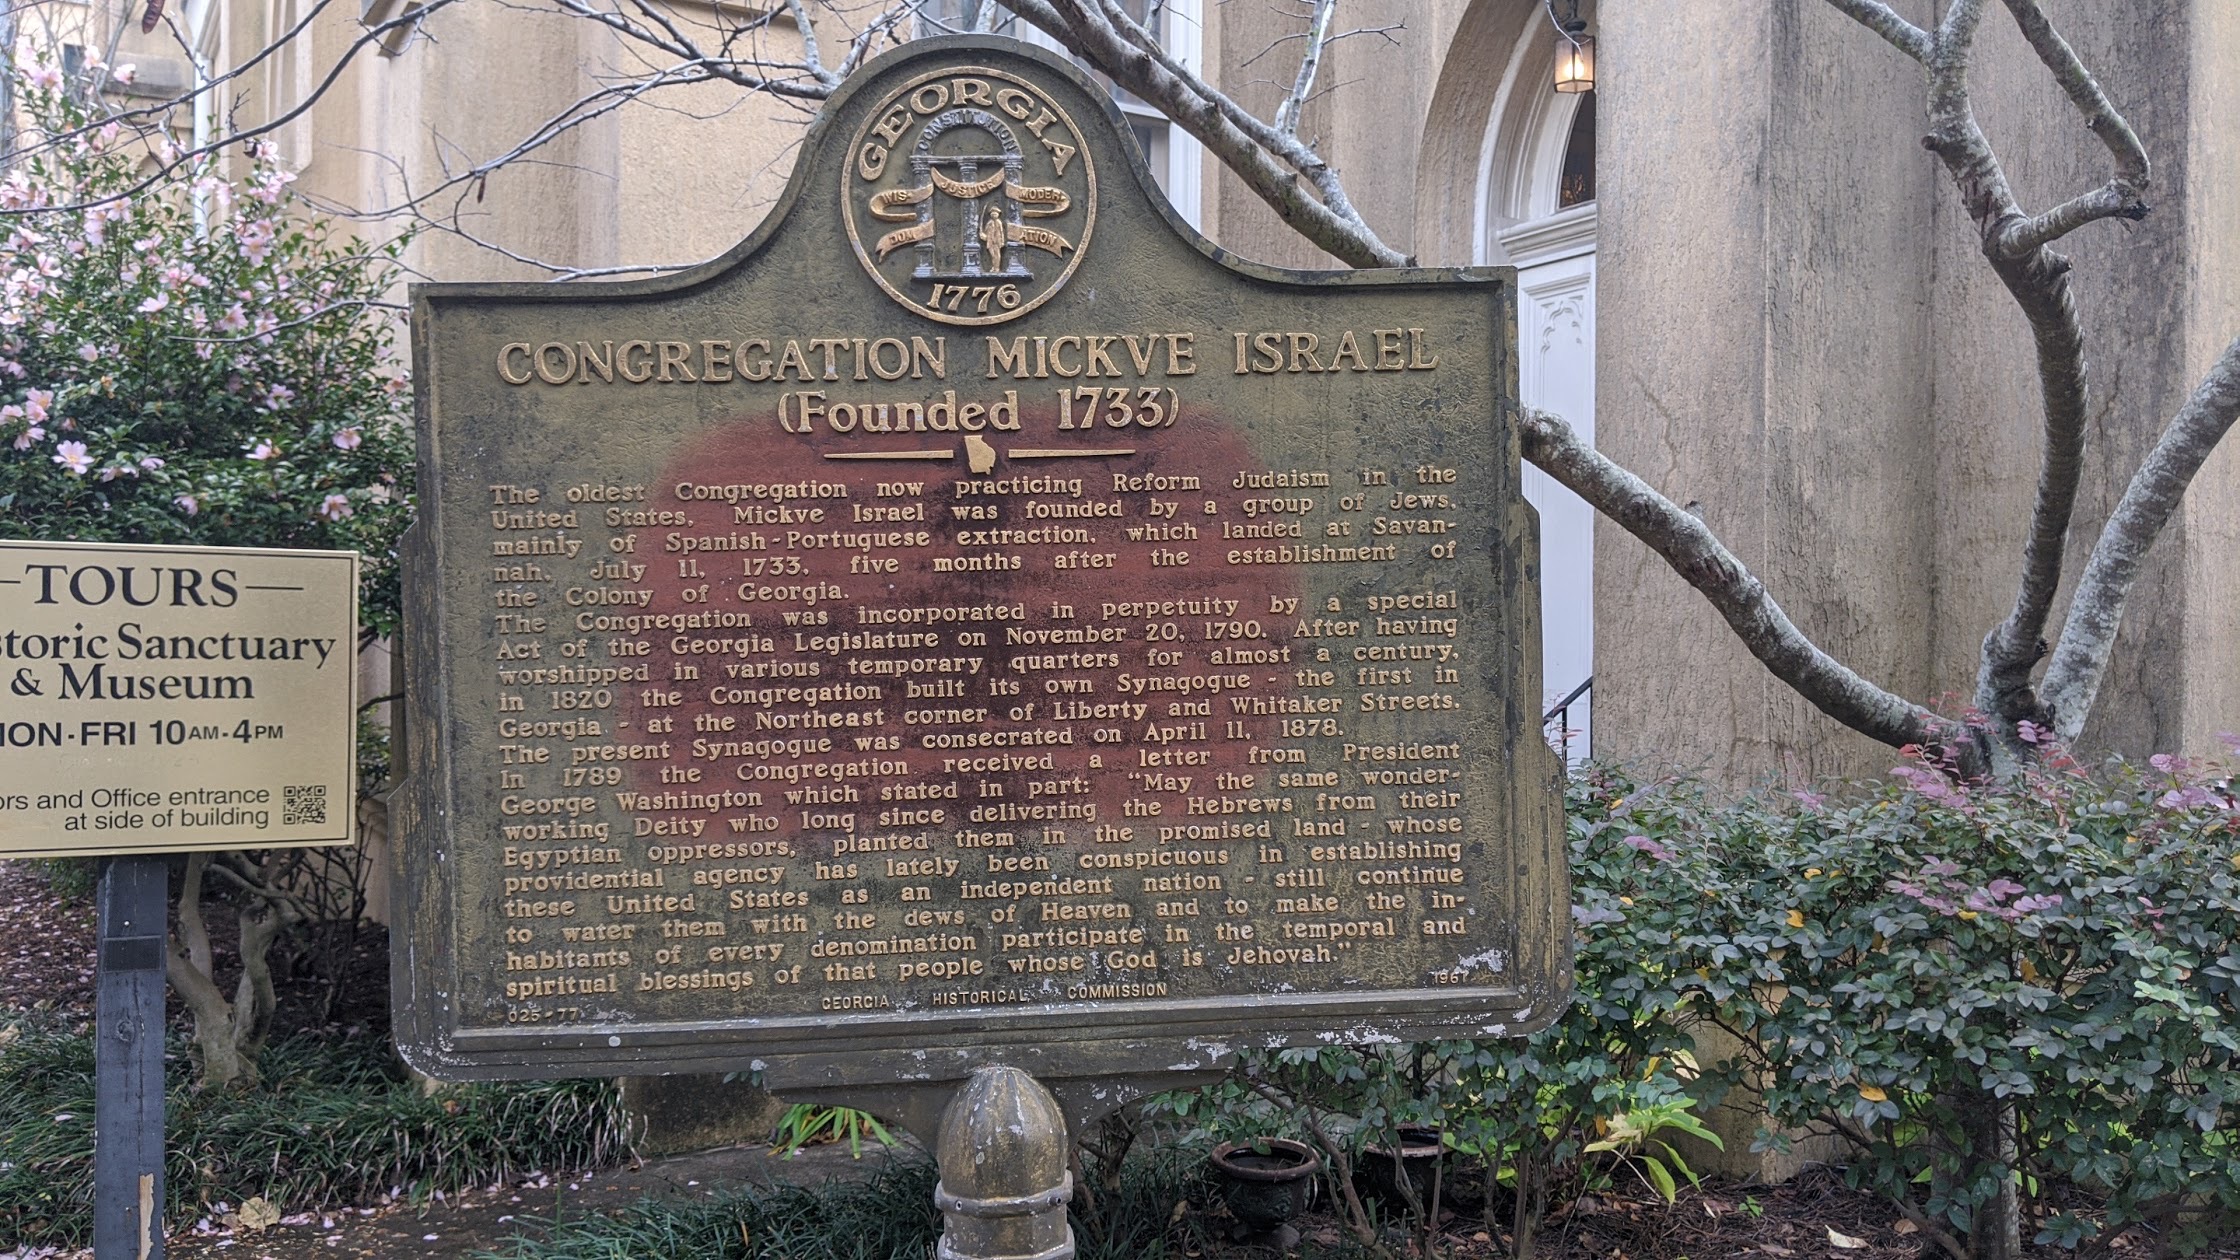 GEORGIA
CONSTITUTION
WIS- JUSTICE MODER-
DOM ATION
1776
CONGREGATION MICKVE ISRAEL
(Founded 1733)
The oldest Congregation now practicing Reform Judaism in the
United States, Mickve Israel was founded by a group of Jews,
mainly of Spanish-Portuguese extraction, which landed at Savan-
nah, July 11, 1733, five months after the establishment of
the Colony of Georgia.
The Congregation was incorporated in perpetuity by a special
Act of the Georgia Legislature on November 20, 1790. After having
worshipped in various temporary quarters for almost a century,
in 1820 the Congregation built its own Synagogue - the first in
Georgia - at the Northeast corner of Liberty and Whitaker Streets.
The present Synagogue was consecrated on April 11, 1878.
In 1789 the Congregation received a letter from President
George Washington which stated in part: "May the same wonder-
working Deity who long since delivering the Hebrews from their
Egyptian oppressors, planted them in the promised land - whose
providential agency has lately been conspicuous in establishing
these United States as an independent nation - still continue
to water them with the dews of Heaven and to make the in-
habitants of every denomination participate in the temporal and
spiritual blessings of that people whose God is Jehovah."
025-77 GEORGIA HISTORICAL COMMISSION 1967
-TOURS-
storic Sanctuary
& Museum
ION-FRI 10AM-4PM
ors and Office entrance
at side of building